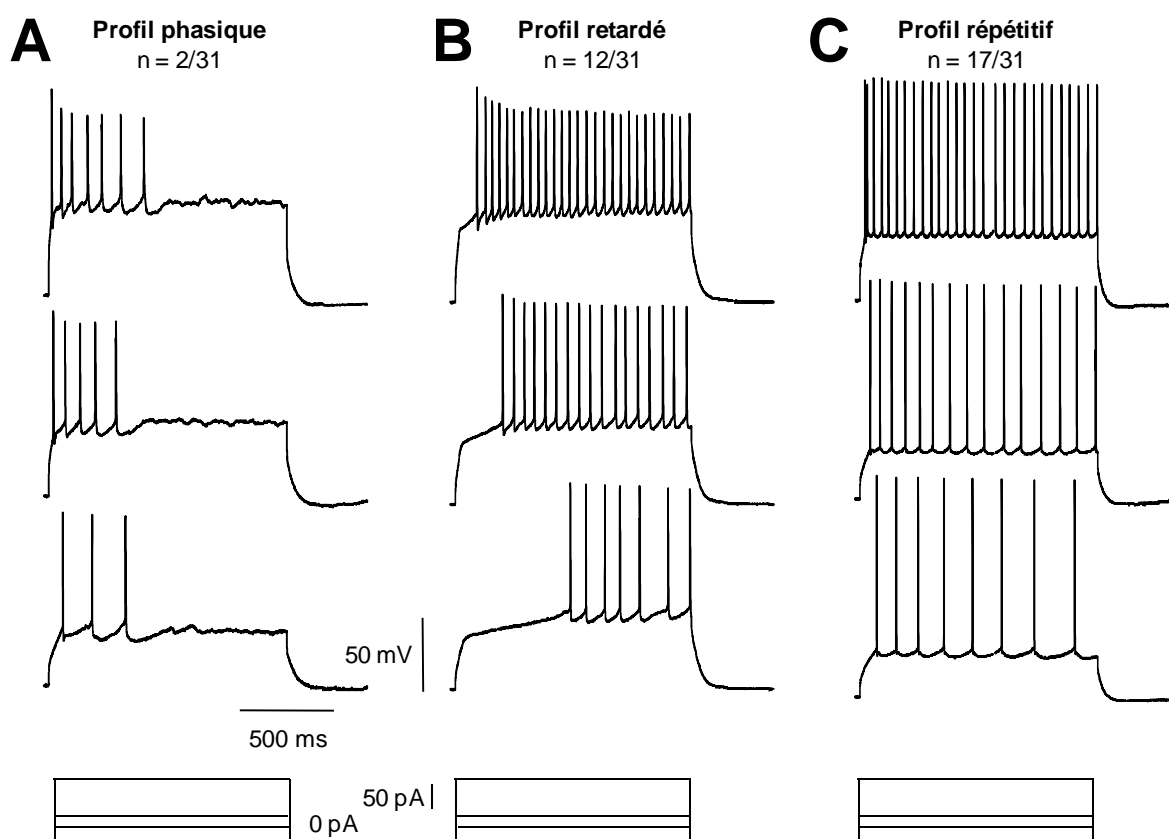 A
Profil phasique
n = 2/31
B
Profil retardé
n = 12/31
C
Profil répétitif
n = 17/31
50 mV
500 ms
50 pA
0 pA